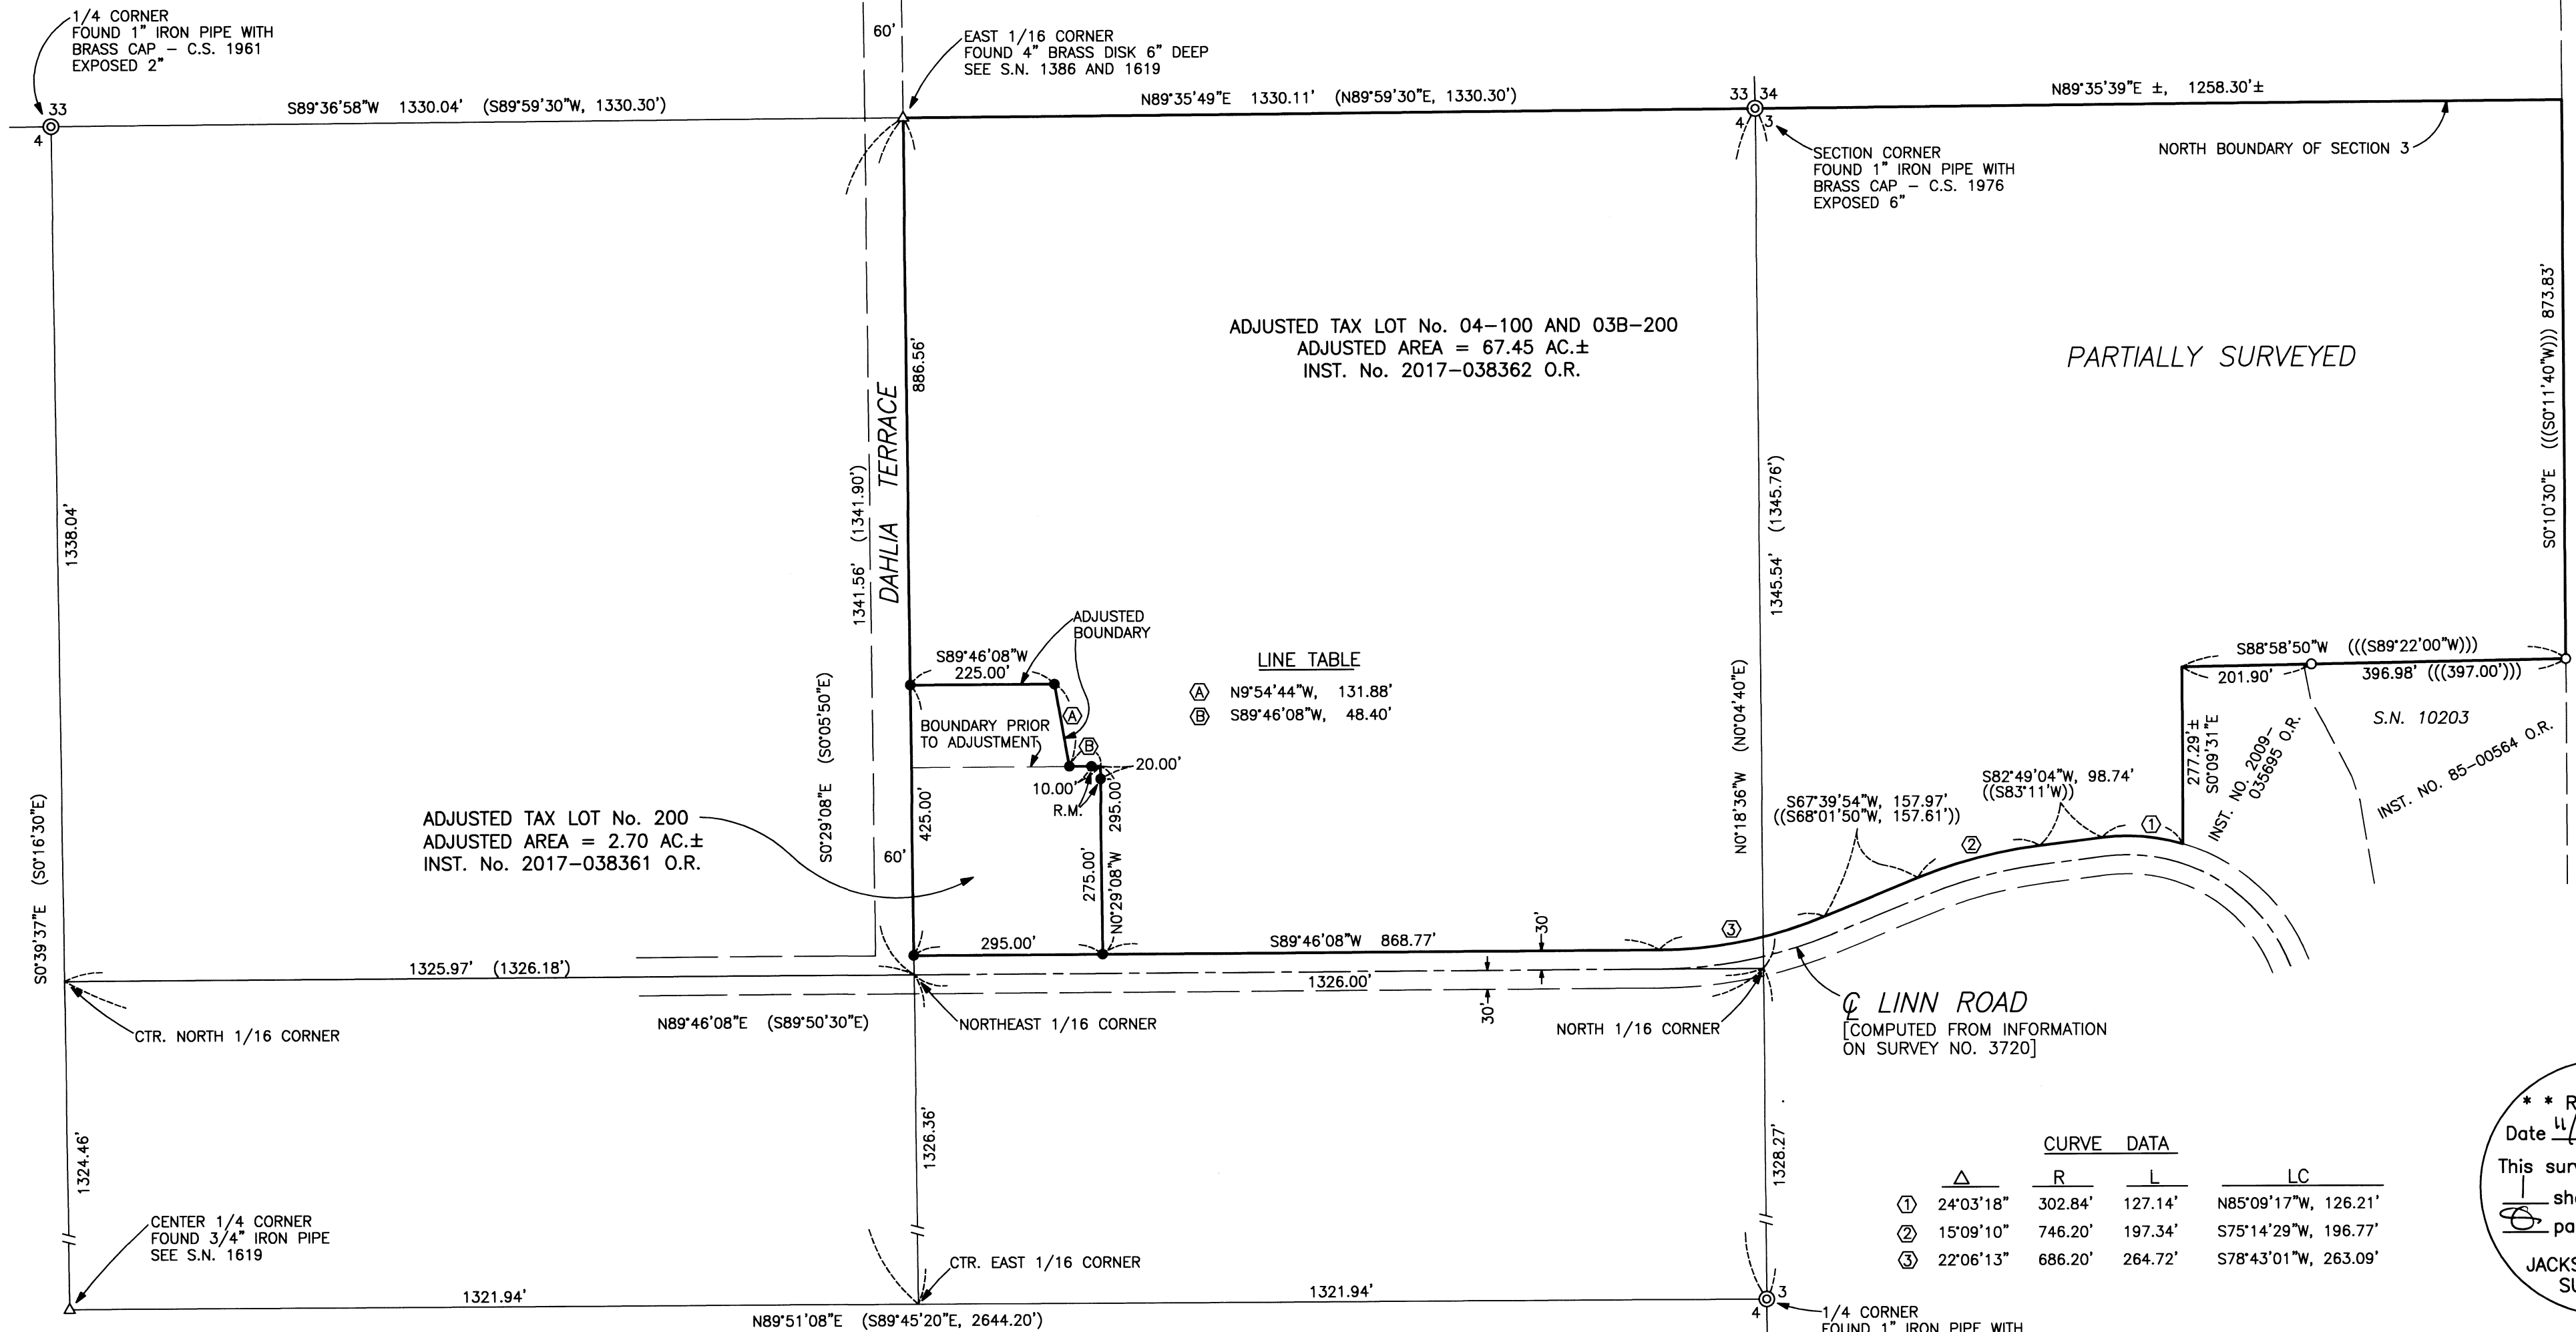 1/4 CORNER
FOUND 1" IRON PIPE WITH
BRASS CAP – C.S. 1961
EXPOSED 2"
60'
EAST 1/16 CORNER
FOUND 4" BRASS DISK 6" DEEP
SEE S.N. 1386 AND 1619
33
4
S89°36'58"W 1330.04' (S89°59'30"W, 1330.30')
N89°35'49"E 1330.11' (N89°59'30"E, 1330.30')
33 34
4 3
N89°35'39"E ±, 1258.30'±
NORTH BOUNDARY OF SECTION 3
SECTION CORNER
FOUND 1" IRON PIPE WITH
BRASS CAP – C.S. 1976
EXPOSED 6"
ADJUSTED TAX LOT No. 04–100 AND 03B–200
ADJUSTED AREA = 67.45 AC.±
INST. No. 2017–038362 O.R.
PARTIALLY SURVEYED
S0°10'30"E (((S0°11'40"W))) 873.83'
886.56'
DAHLIA TERRACE
1341.56' (1341.90')
S0°29'08"E (S0°05'50"E)
1338.04'
S0°39'37"E (S0°16'30"E)
1345.54' (1345.76')
N0°18'36"W (N0°04'40"E)
ADJUSTED
BOUNDARY
S89°46'08"W
225.00'
LINE TABLE
A N9°54'44"W, 131.88'
B S89°46'08"W, 48.40'
A
B
BOUNDARY PRIOR
TO ADJUSTMENT
20.00'
10.00'
R.M.
295.00'
275.00'
N0°29'08"W
425.00'
60'
ADJUSTED TAX LOT No. 200
ADJUSTED AREA = 2.70 AC.±
INST. No. 2017–038361 O.R.
S88°58'50"W (((S89°22'00"W)))
201.90'
396.98' (((397.00')))
S.N. 10203
277.29'±
S0°09'31"E
INST. NO. 2009–
035695 O.R.
INST. NO. 85–00564 O.R.
S82°49'04"W, 98.74'
((S83°11'W))
S67°39'54"W, 157.97'
((S68°01'50"W, 157.61'))
1
2
3
295.00'
S89°46'08"W 868.77'
30'
1325.97' (1326.18')
1326.00'
30'
N89°46'08"E (S89°50'30"E)
CTR. NORTH 1/16 CORNER
NORTHEAST 1/16 CORNER
NORTH 1/16 CORNER
℄ LINN ROAD
[COMPUTED FROM INFORMATION
ON SURVEY NO. 3720]
1324.46'
1326.36'
1328.27'
CENTER 1/4 CORNER
FOUND 3/4" IRON PIPE
SEE S.N. 1619
CTR. EAST 1/16 CORNER
1321.94'
1321.94'
N89°51'08"E (S89°45'20"E, 2644.20')
3
4
1/4 CORNER
FOUND 1" IRON PIPE WITH
CURVE DATA
△ R L LC
1 24°03'18" 302.84' 127.14' N85°09'17"W, 126.21'
2 15°09'10" 746.20' 197.34' S75°14'29"W, 196.77'
3 22°06'13" 686.20' 264.72' S78°43'01"W, 263.09'
* * R
Date
This sur
sh
pa
JACKS
SU